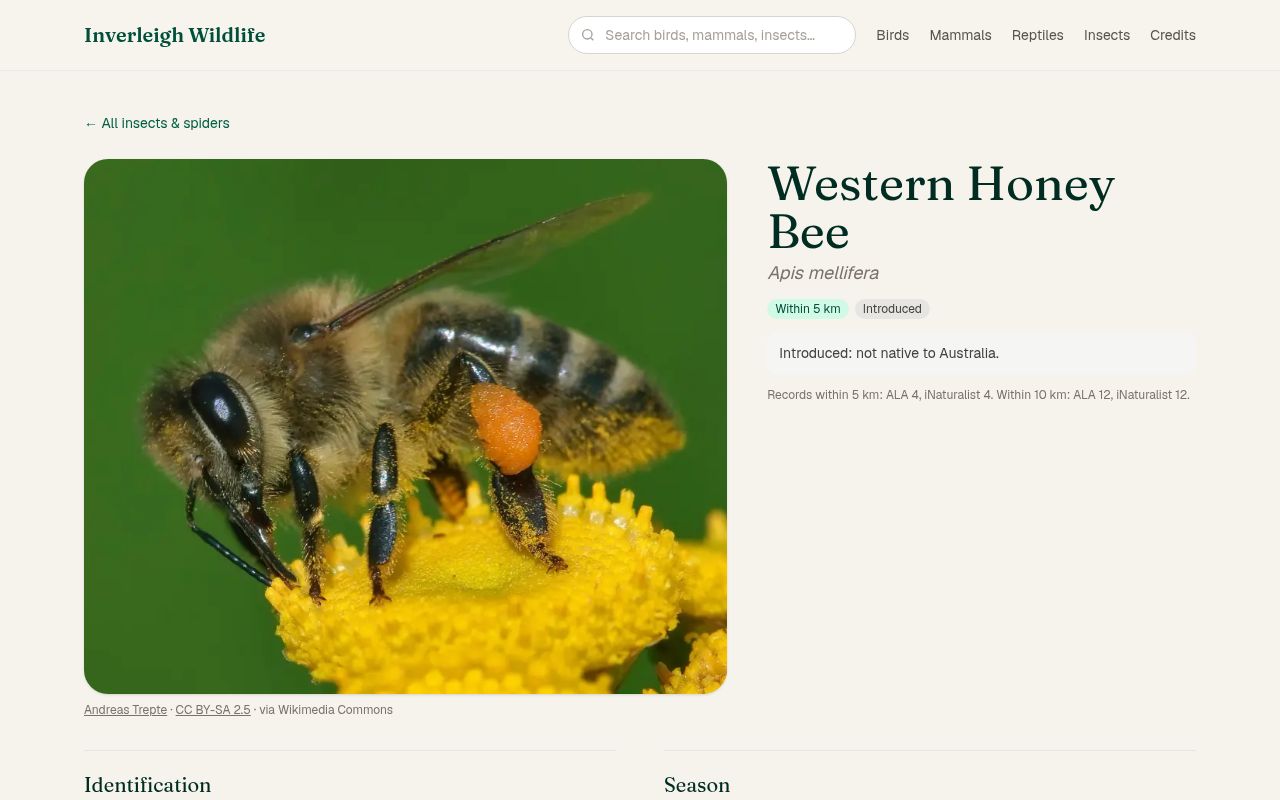 Inverleigh Wildlife
Search birds, mammals, insects...
Birds
Mammals
Reptiles
Insects
Credits
← All insects & spiders
Western Honey
Bee
Apis mellifera
Within 5 km
Introduced
Introduced: not native to Australia.
Records within 5 km: ALA 4, iNaturalist 4. Within 10 km: ALA 12, iNaturalist 12.
Andreas Trepte · CC BY-SA 2.5 · via Wikimedia Commons
Identification
Season